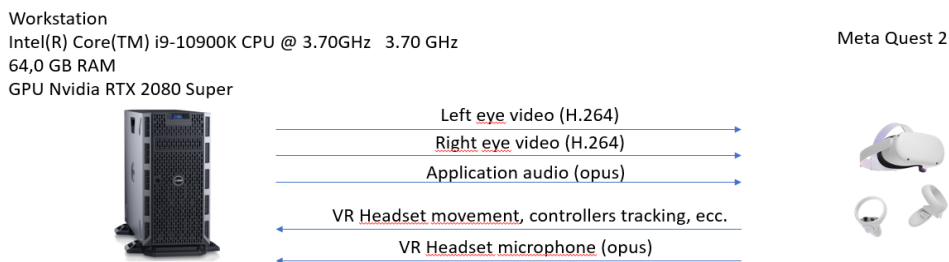 Workstation
Intel(R) Core(TM) i9-10900K CPU @ 3.70GHz 3.70 GHz
64,0 GB RAM
GPU Nvidia RTX 2080 Super
Meta Quest 2
Left eye video (H.264)
Right eye video (H.264)
Application audio (opus)
VR Headset movement, controllers tracking, ecc.
VR Headset microphone (opus)